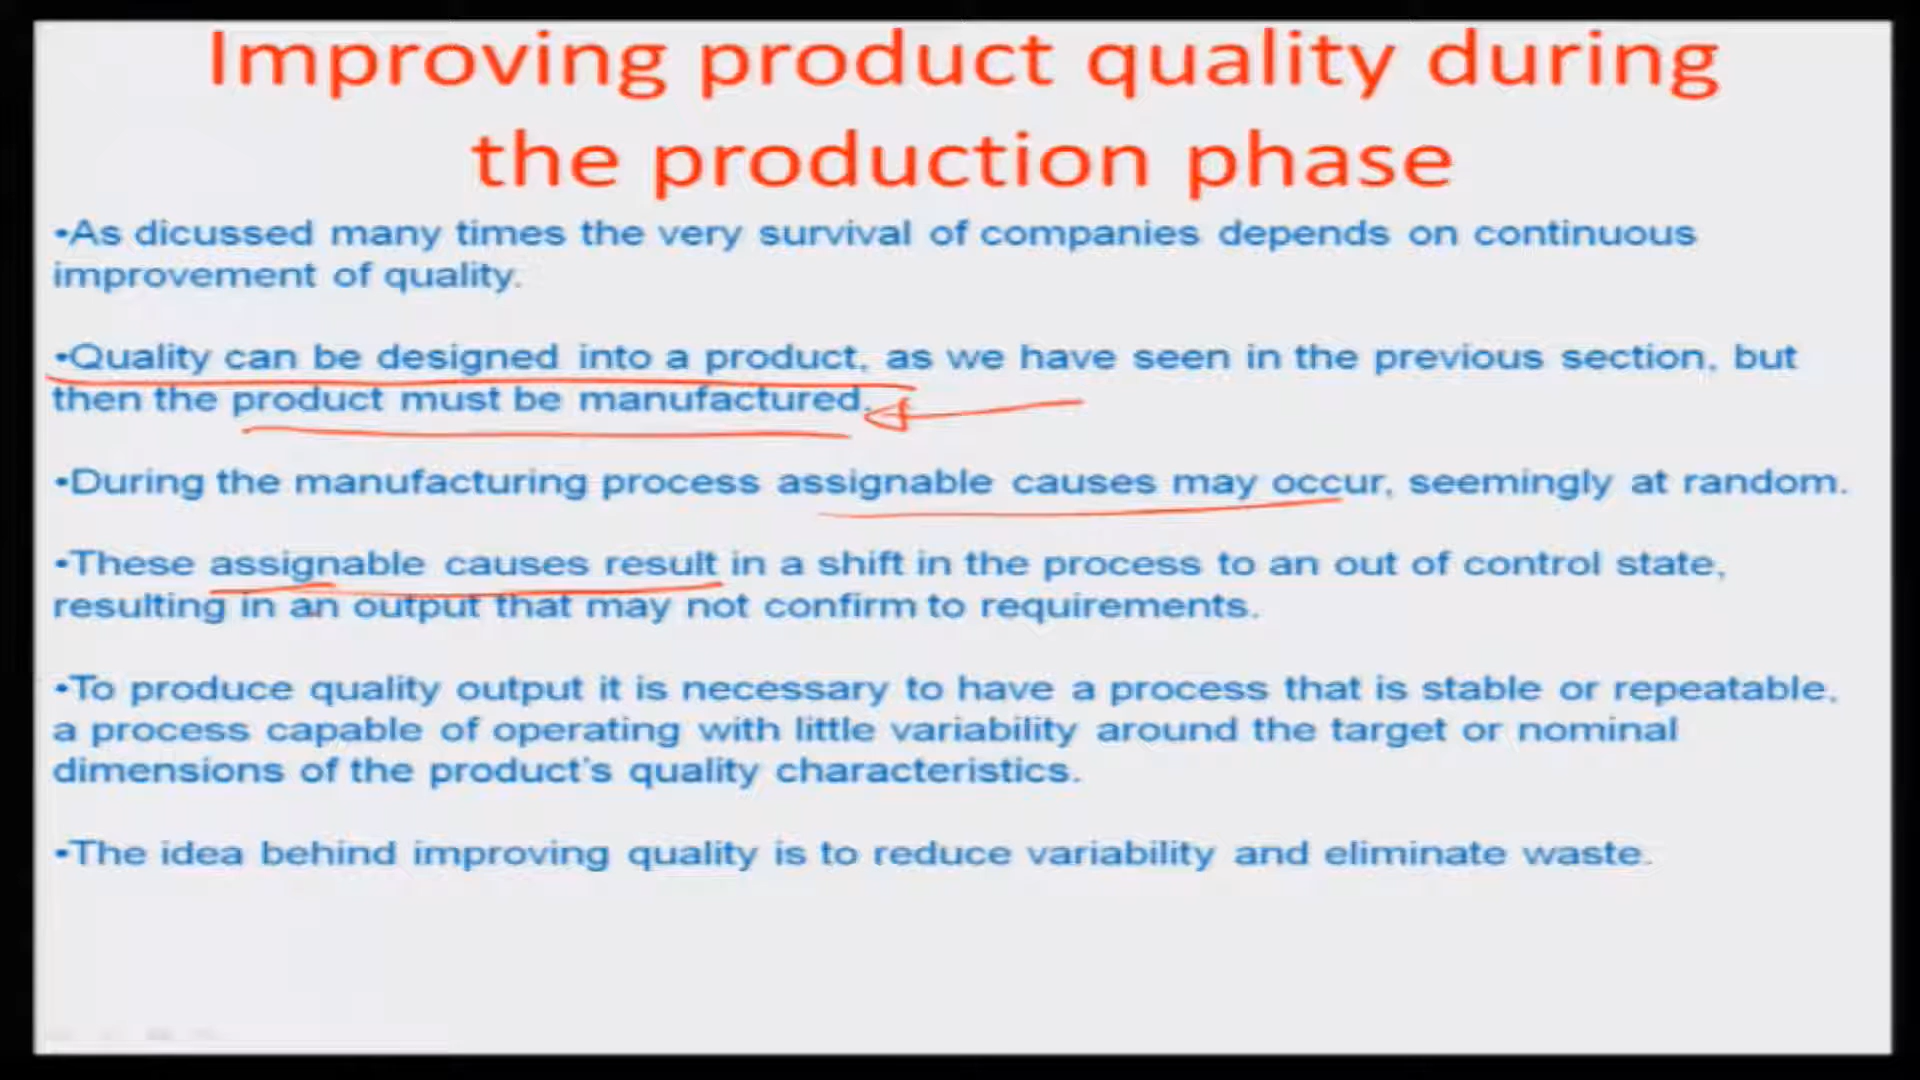 Improving product quality during
the production phase
•As dicussed many times the very survival of companies depends on continuous
improvement of quality.
•Quality can be designed into a product, as we have seen in the previous section, but
then the product must be manufactured.
•During the manufacturing process assignable causes may occur, seemingly at random.
•These assignable causes result in a shift in the process to an out of control state,
resulting in an output that may not confirm to requirements.
•To produce quality output it is necessary to have a process that is stable or repeatable,
a process capable of operating with little variability around the target or nominal
dimensions of the product's quality characteristics.
•The idea behind improving quality is to reduce variability and eliminate waste.